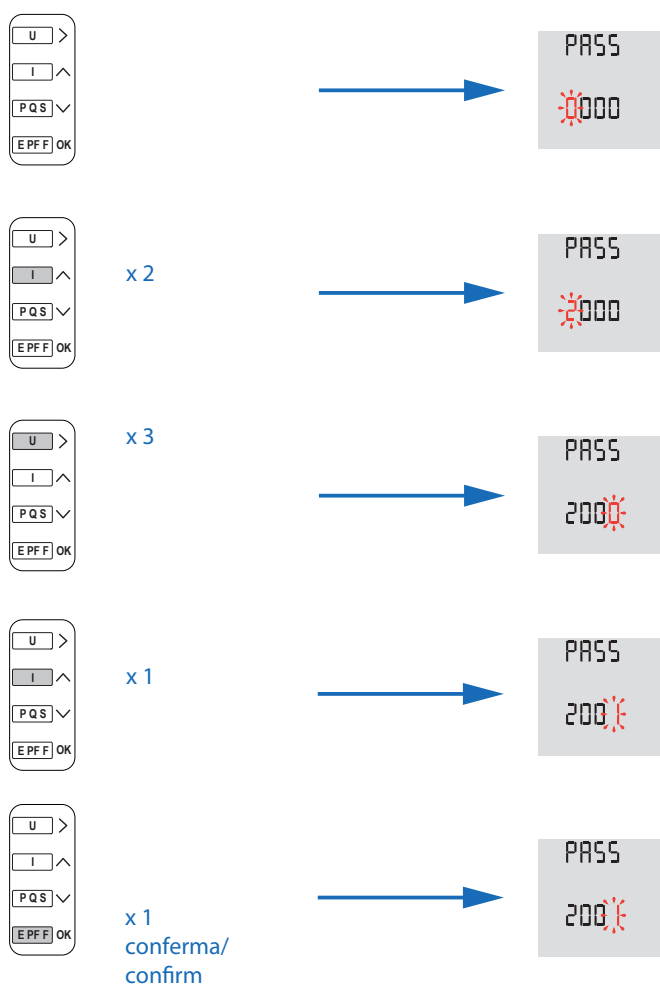 U >
I ∧
PQS ∨
EPFF OK
PASS
0000
U >
I ∧
PQS ∨
EPFF OK
x 2
PASS
2000
U >
I ∧
PQS ∨
EPFF OK
x 3
PASS
2000
U >
I ∧
PQS ∨
EPFF OK
x 1
PASS
2001
U >
I ∧
PQS ∨
EPFF OK
x 1
conferma/
confirm
PASS
2001